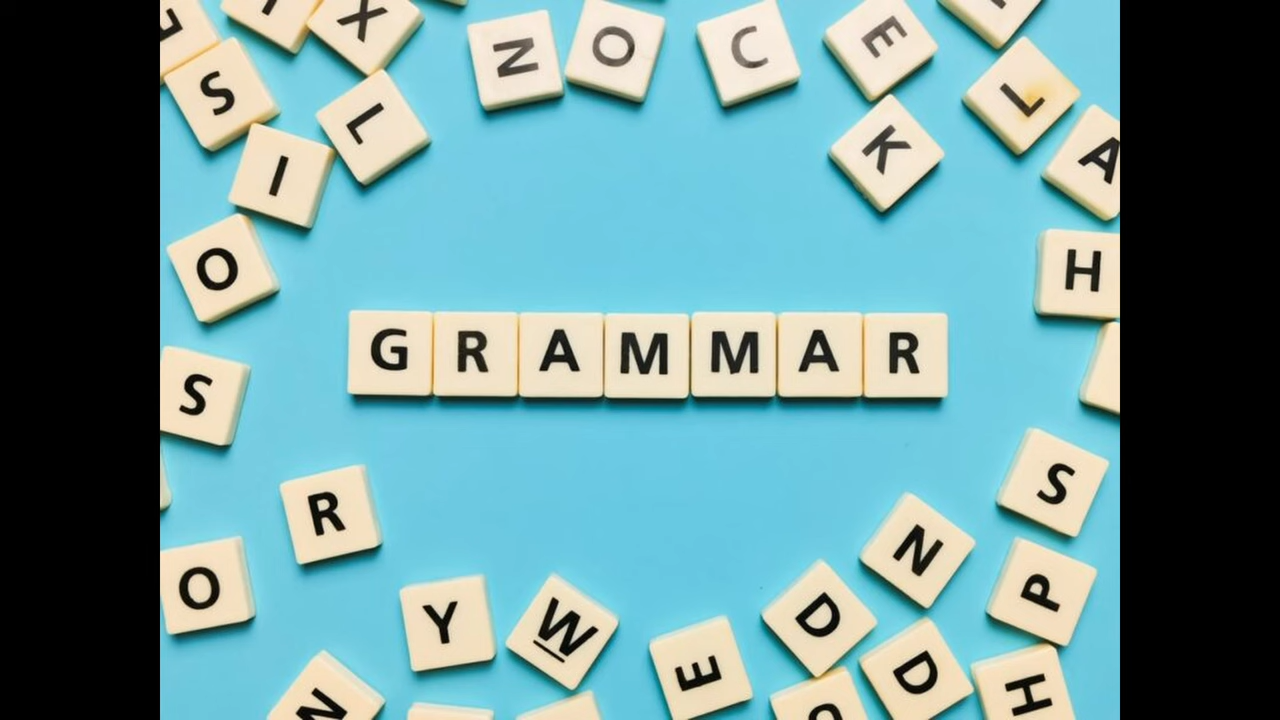 I X
S L N O C E L
I K A
O H
GRAMMAR
S
R S
O N P
Y W D
E D H
N